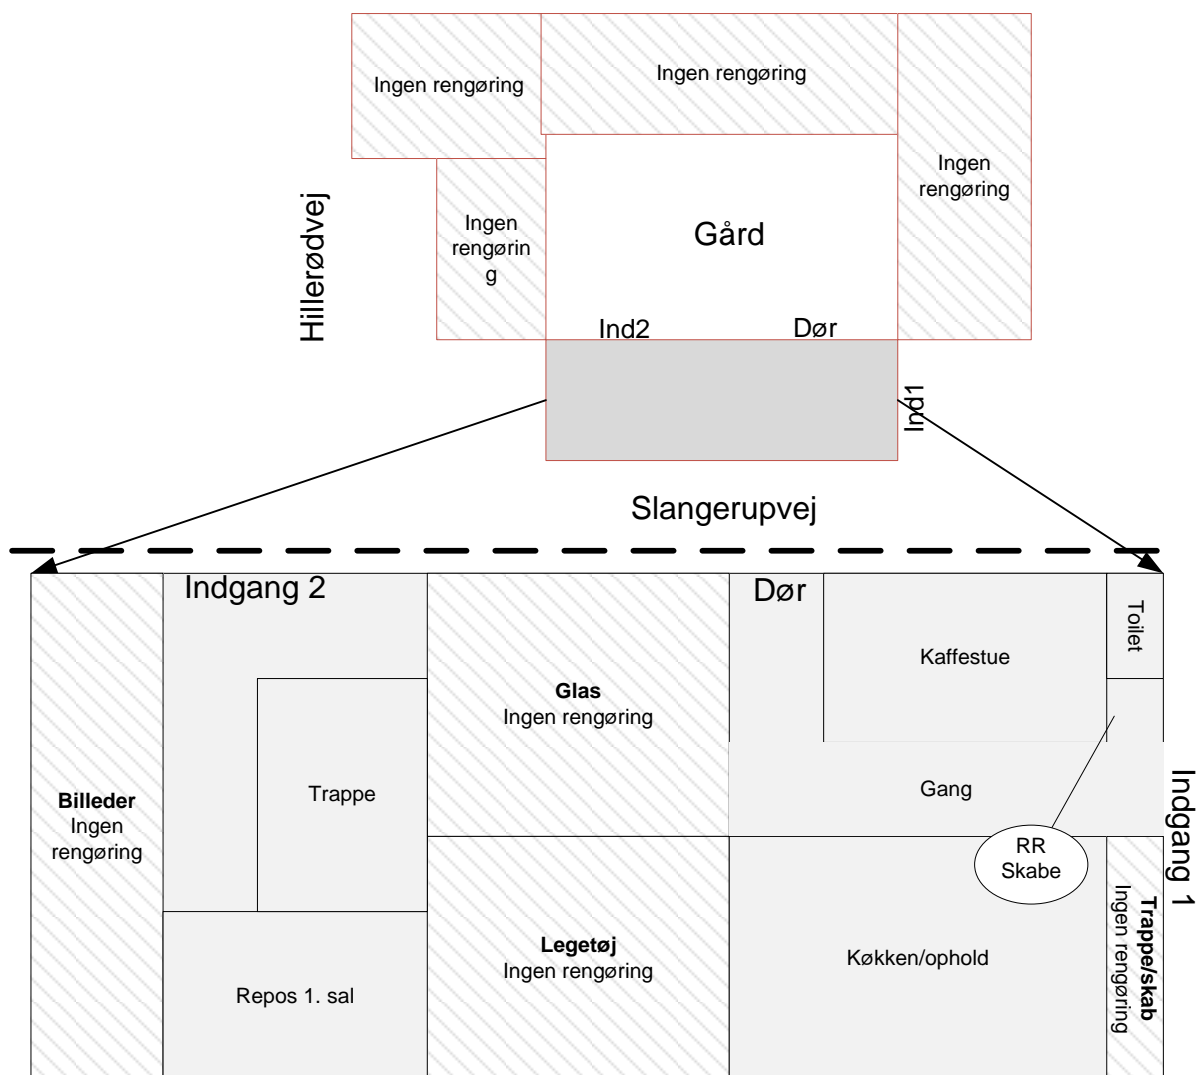 Ingen rengøring
Ingen rengøring
Ingen
rengøring
Hillerødvej
Ingen
rengørin
g
Gård
Ind2
Dør
Ind1
Slangerupvej
Indgang 2
Dør
Toilet
Kaffestue
Glas
Ingen rengøring
Trappe
Gang
Billeder
Ingen
rengøring
Indgang 1
RR
Skabe
Legetøj
Ingen rengøring
Køkken/ophold
Trappe/skab
Ingen rengøring
Repos 1. sal